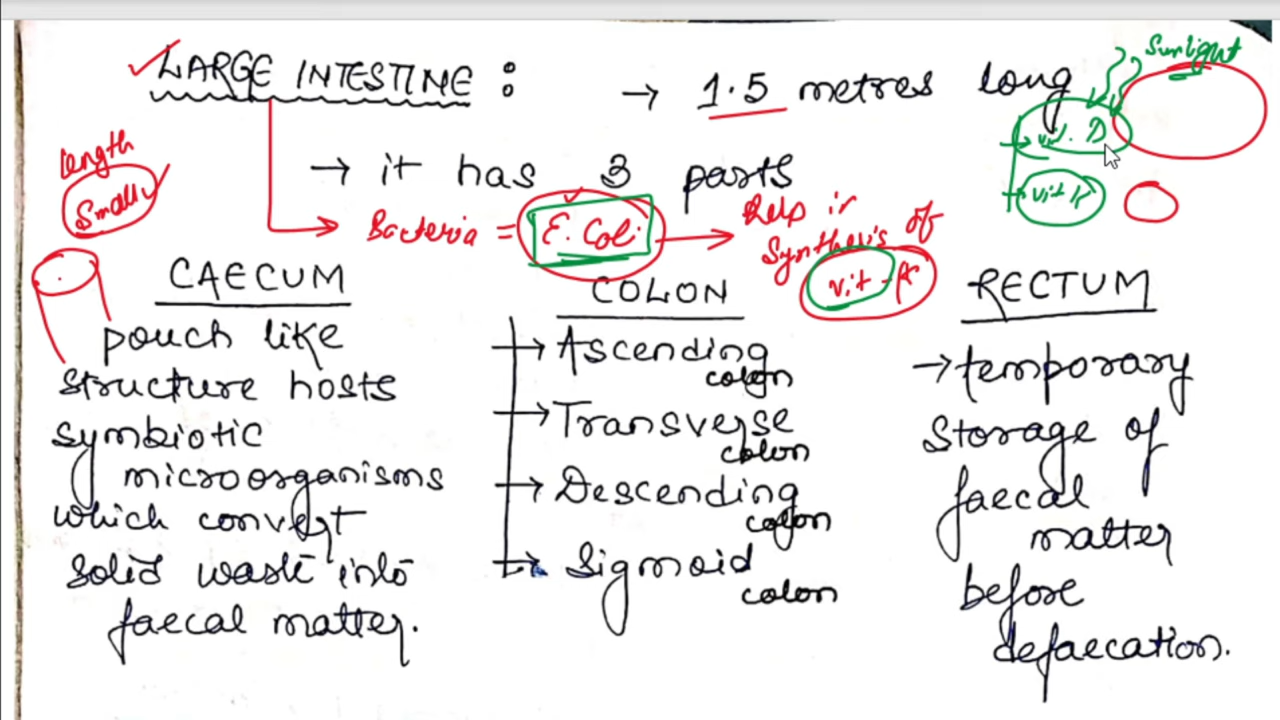 LARGE INTESTINE :
→ 1.5 metres long
Sunlight
vit. D
vit K
length
Small
→ it has 3 parts
Bacteria = E. Coli
Help in
Synthesis of
vit - K
CAECUM
pouch like
structure hosts
symbiotic
microorganisms
which convert
solid waste into
faecal matter.
COLON
→ Ascending
colon
→ Transverse
colon
→ Descending
colon
→ Sigmoid
colon
RECTUM
→ temporary
storage of
faecal
matter
before
defaecation.